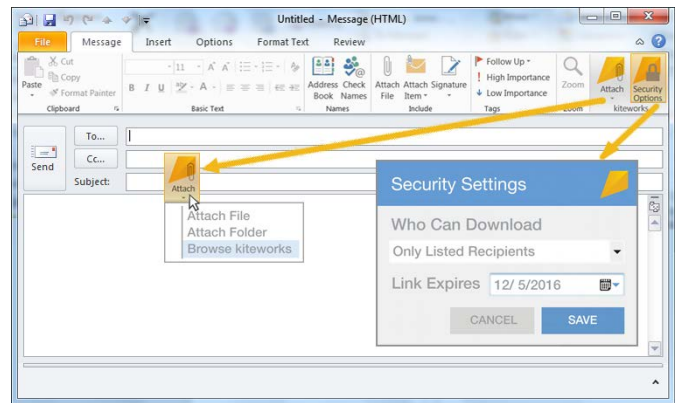 Untitled - Message (HTML)
File Message Insert Options Format Text Review
Paste
Cut
Copy
Format Painter
Clipboard
11
B I U
A
Basic Text
Address Book
Check Names
Names
Attach File
Attach Item
Signature
Include
Follow Up
High Importance
Low Importance
Tags
Zoom
Zoom
Attach
Security Options
kiteworks
Send
To...
Cc...
Subject:
Attach
Attach File
Attach Folder
Browse kiteworks
Security Settings
Who Can Download
Only Listed Recipients
Link Expires 12/ 5/2016
CANCEL SAVE